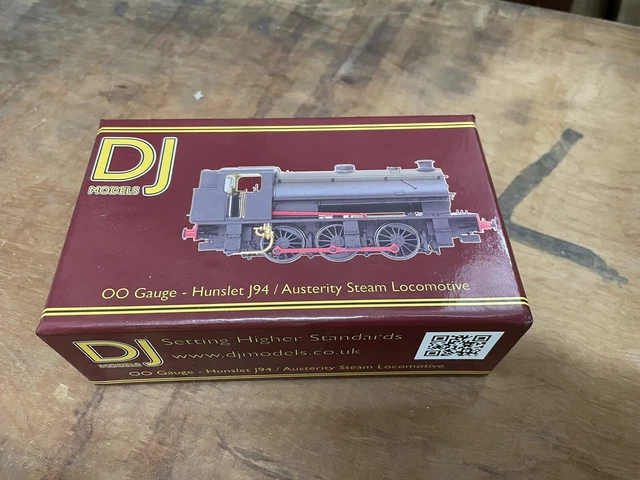 DJ
MODELS
OO Gauge - Hunslet J94 / Austerity Steam Locomotive
DJ
MODELS
Setting Higher Standards
www.djmodels.co.uk
OO Gauge - Hunslet J94 / Austerity Steam Locomotive